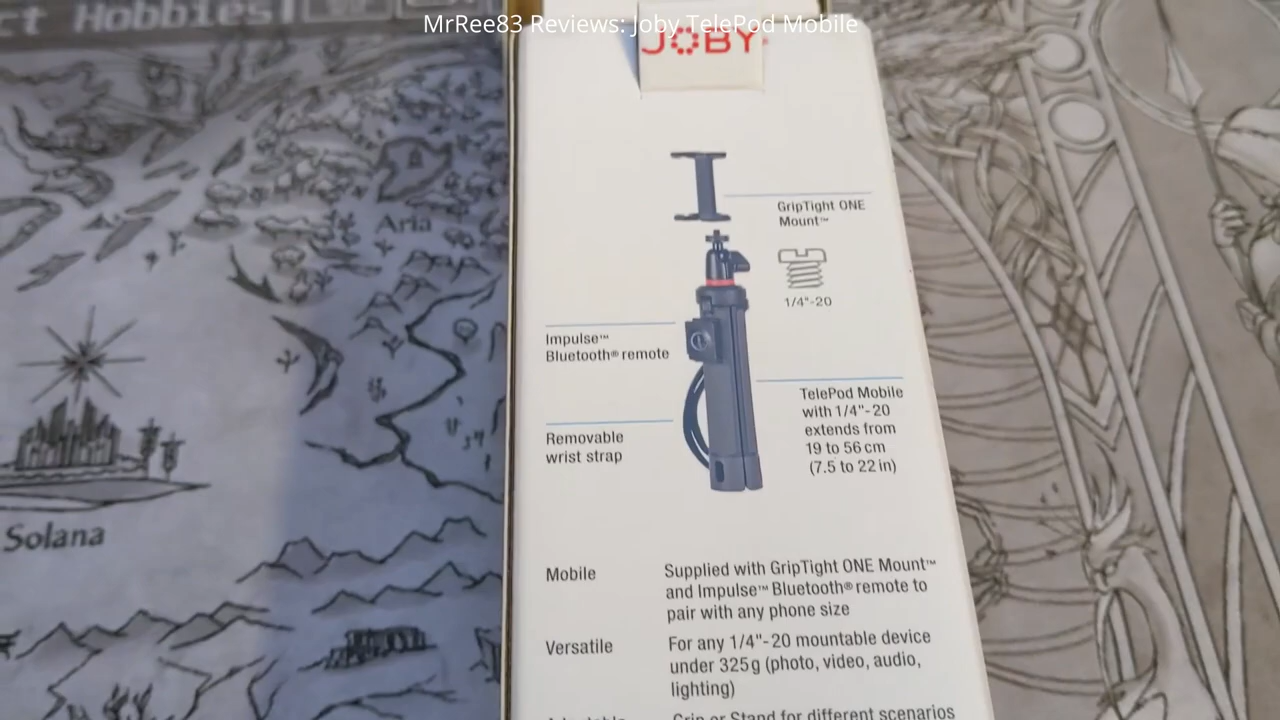 MrRee83 Reviews: Joby TelePod Mobile
ct Hobbies
JOBY
GripTight ONE
Mount™
1/4"-20
Impulse™
Bluetooth® remote
TelePod Mobile
with 1/4"-20
extends from
19 to 56 cm
(7.5 to 22 in)
Removable
wrist strap
Aria
Solana
Mobile
Supplied with GripTight ONE Mount™
and Impulse™ Bluetooth® remote to
pair with any phone size
Versatile
For any 1/4"-20 mountable device
under 325g (photo, video, audio,
lighting)
Grip or Stand for different scenarios